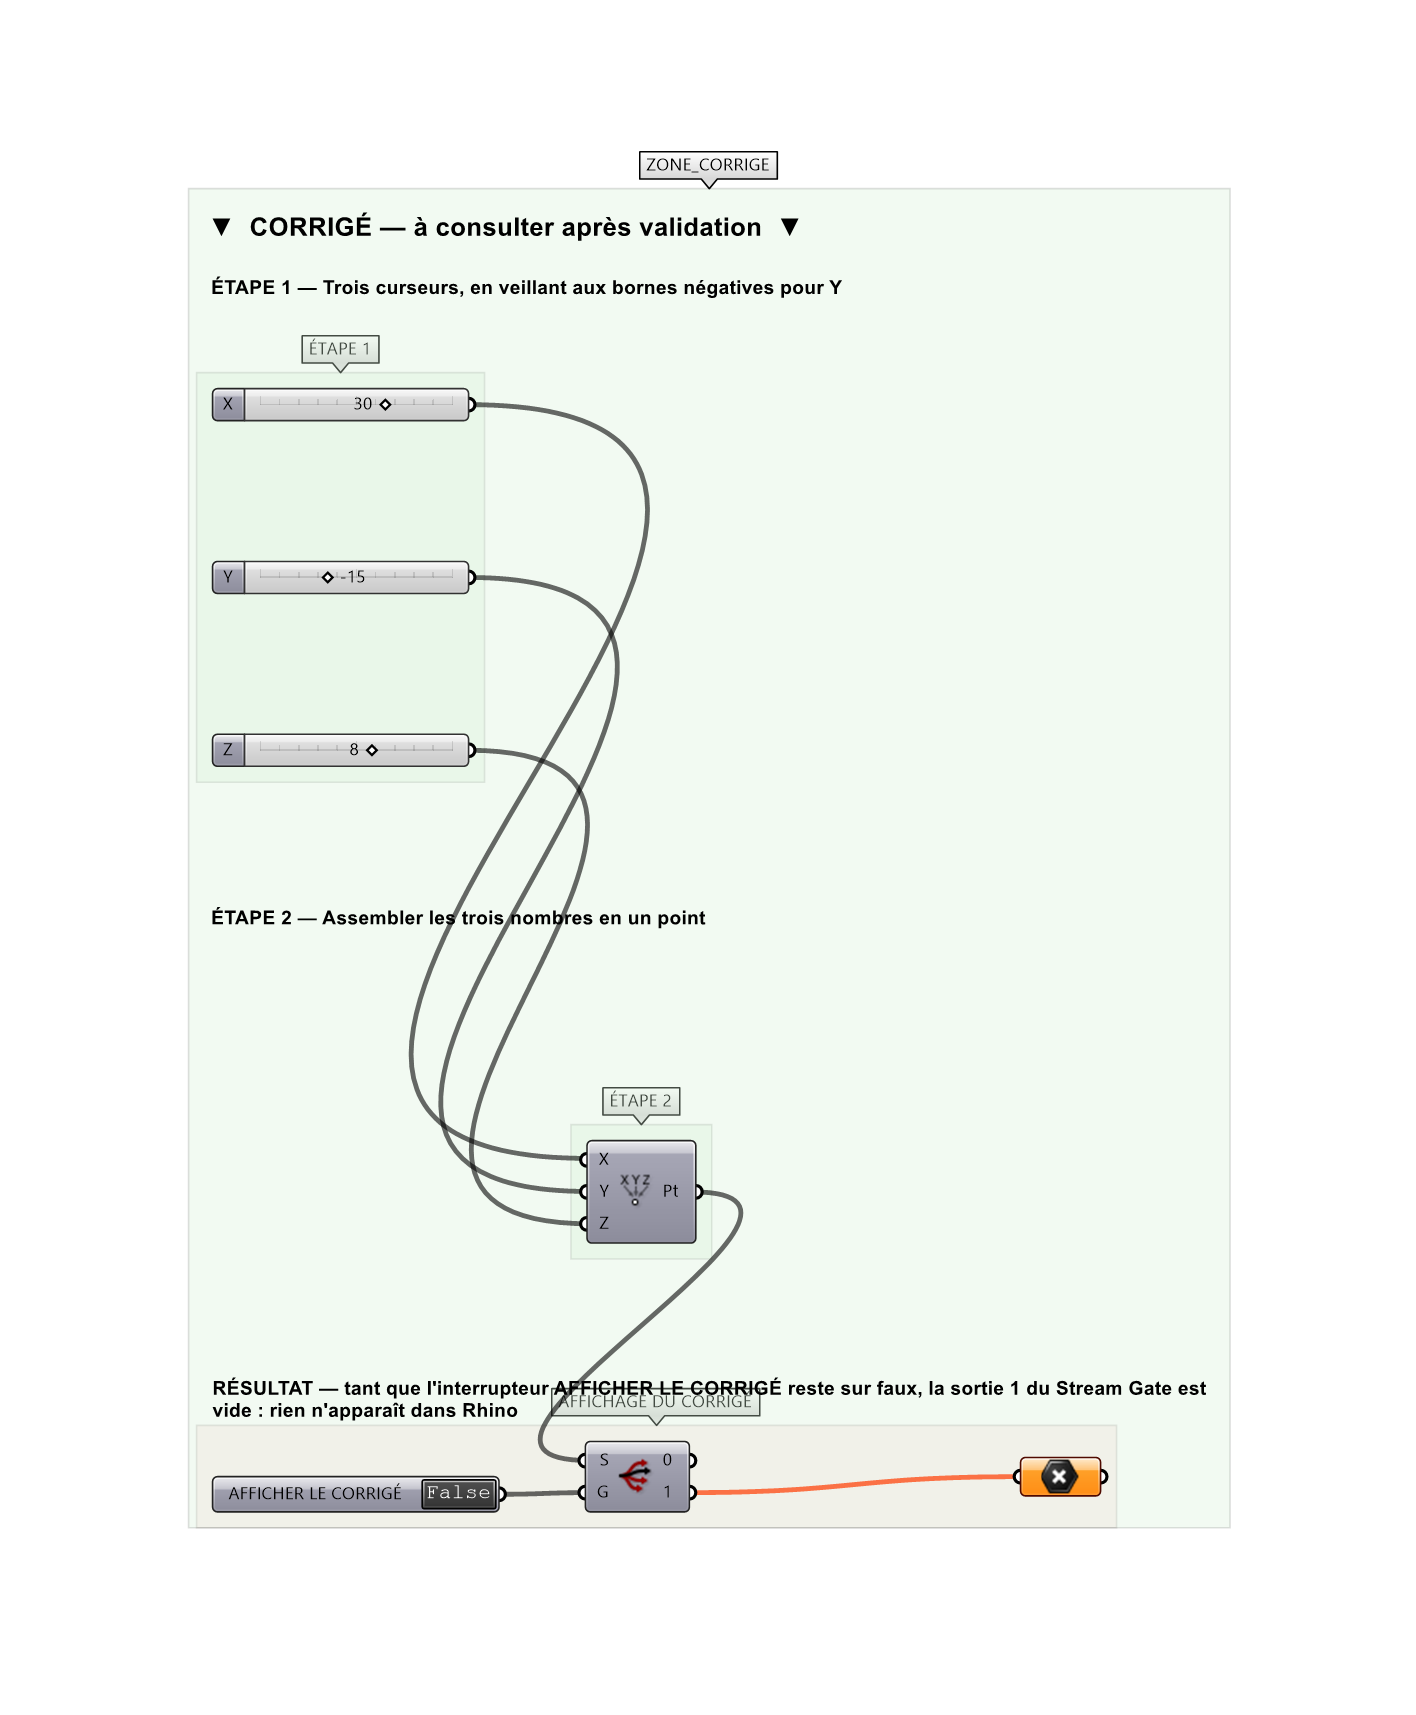 ZONE_CORRIGE
▼ CORRIGÉ — à consulter après validation ▼
ÉTAPE 1 — Trois curseurs, en veillant aux bornes négatives pour Y
ÉTAPE 1
X 30
Y -15
Z 8
ÉTAPE 2 — Assembler les trois nombres en un point
ÉTAPE 2
X
XYZ
Y Pt
Z
RÉSULTAT — tant que l'interrupteur AFFICHER LE CORRIGÉ reste sur faux, la sortie 1 du Stream Gate est
vide : rien n'apparaît dans Rhino
AFFICHAGE DU CORRIGÉ
S 0
AFFICHER LE CORRIGÉ False
G 1